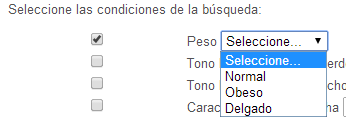 Seleccione las condiciones de la búsqueda:
Peso Seleccione...
Seleccione...
Tono
Normal
Tono
Obeso
Delgado